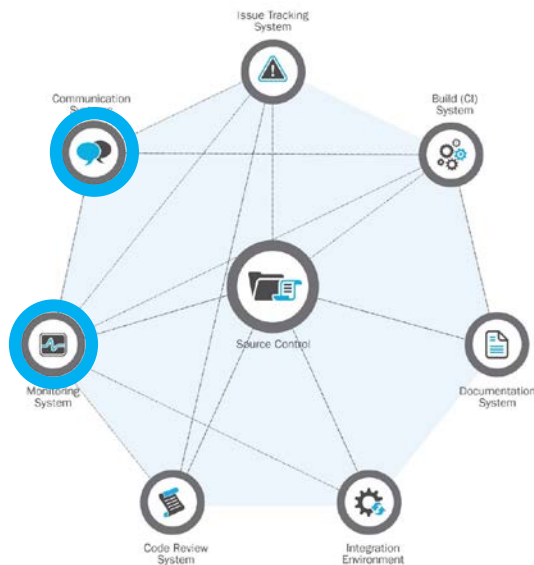 Issue Tracking
System
Communication
Build (CI)
System
Source Control
Monitoring
System
Documentation
System
Code Review
System
Integration
Environment